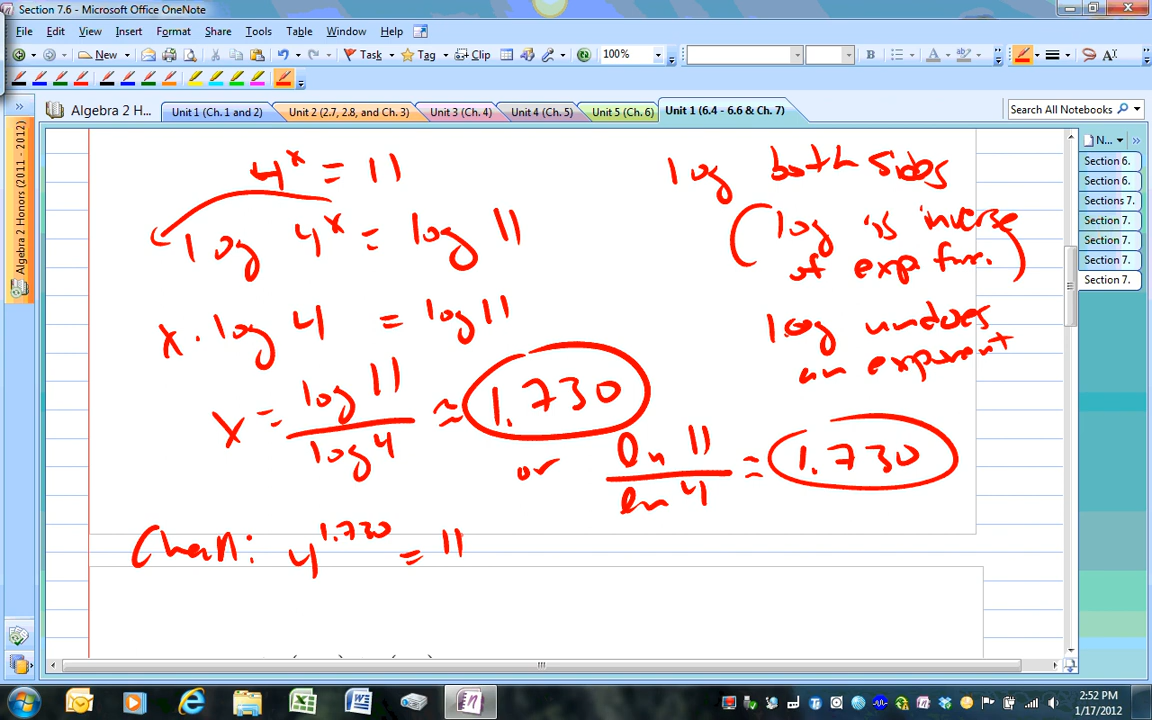 Section 7.6 - Microsoft Office OneNote
File Edit View Insert Format Share Tools Table Window Help
New Task Tag Clip 100% B A
Algebra 2 H... Unit 1 (Ch. 1 and 2) Unit 2 (2.7, 2.8, and Ch. 3) Unit 3 (Ch. 4) Unit 4 (Ch. 5) Unit 5 (Ch. 6) Unit 1 (6.4 - 6.6 & Ch. 7) Search All Notebooks
Algebra 2 Honors (2011 - 2012)
N...
Section 6.
Section 6.
Sections 7.
Section 7.
Section 7.
Section 7.
Section 7.
4^x = 11
log 4^x = log 11
x · log 4 = log 11
x = log 11 / log 4 ≈ 1.730
or ln 11 / ln 4 ≈ 1.730
Check: 4^1.730 = 11
log both sides
(log is inverse
of exp. func.)
log undoes
an exponent
2:52 PM
1/17/2012